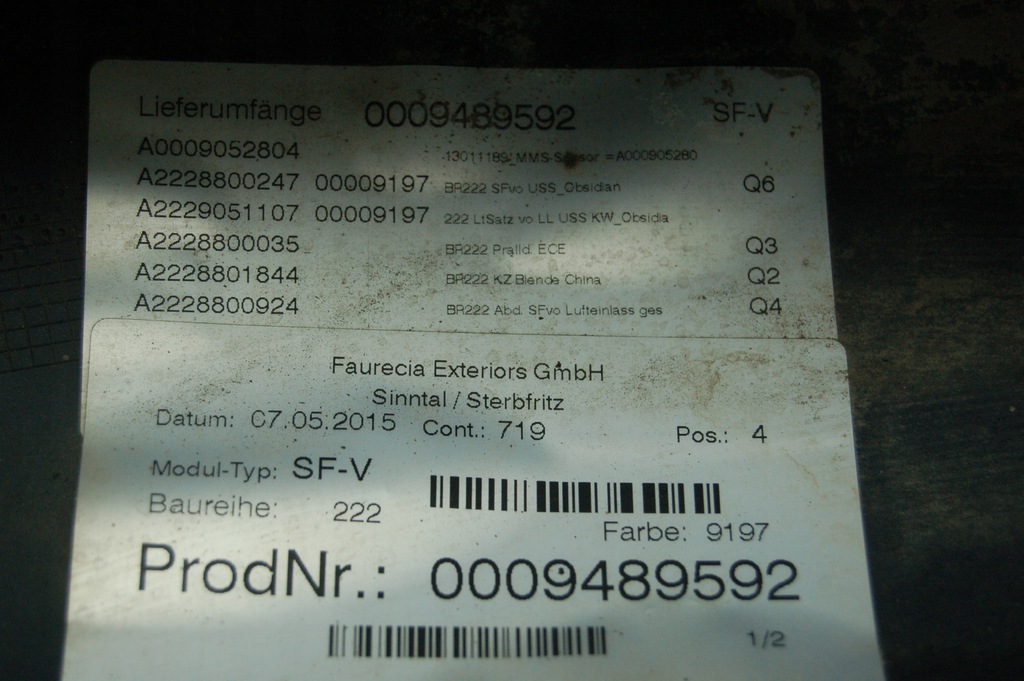 Lieferumfänge 0009489592 SF-V
A0009052804 -13011189_MMS-Sensor =A000905280
A2228800247 00009197 BR222 SFvo USS_Obsidian Q6
A2229051107 00009197 222 LtSatz vo LL USS KW_Obsidia
A2228800035 BR222 Pralld. ECE Q3
A2228801844 BR222 KZ Blende China Q2
A2228800924 BR222 Abd. SFvo Lufteinlass ges Q4
Faurecia Exteriors GmbH
Sinntal / Sterbfritz
Datum: 07.05.2015 Cont.: 719 Pos.: 4
Modul-Typ: SF-V
Baureihe: 222
Farbe: 9197
ProdNr.: 0009489592
1/2